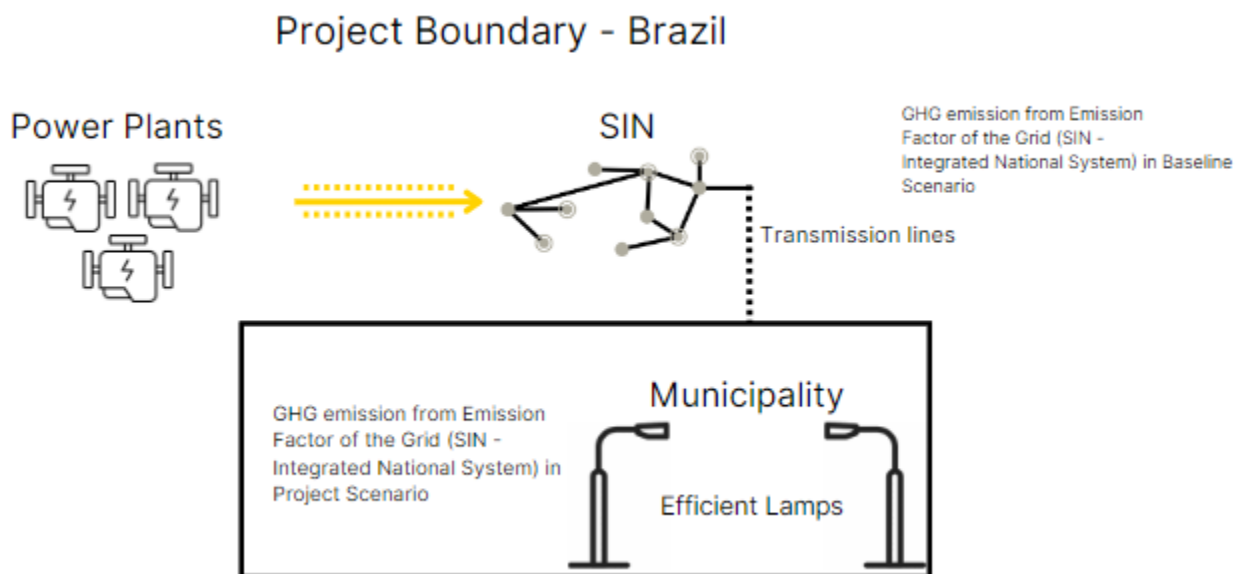 Project Boundary - Brazil
Power Plants
SIN
GHG emission from Emission
Factor of the Grid (SIN -
Integrated National System) in Baseline
Scenario
Transmission lines
Municipality
GHG emission from Emission
Factor of the Grid (SIN -
Integrated National System) in
Project Scenario
Efficient Lamps